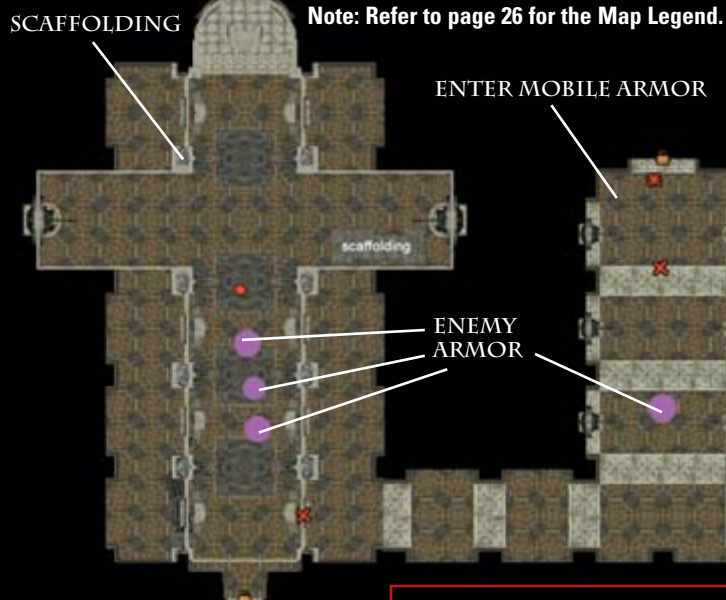 Note: Refer to page 26 for the Map Legend.
SCAFFOLDING
ENTER MOBILE ARMOR
scaffolding
ENEMY
ARMOR